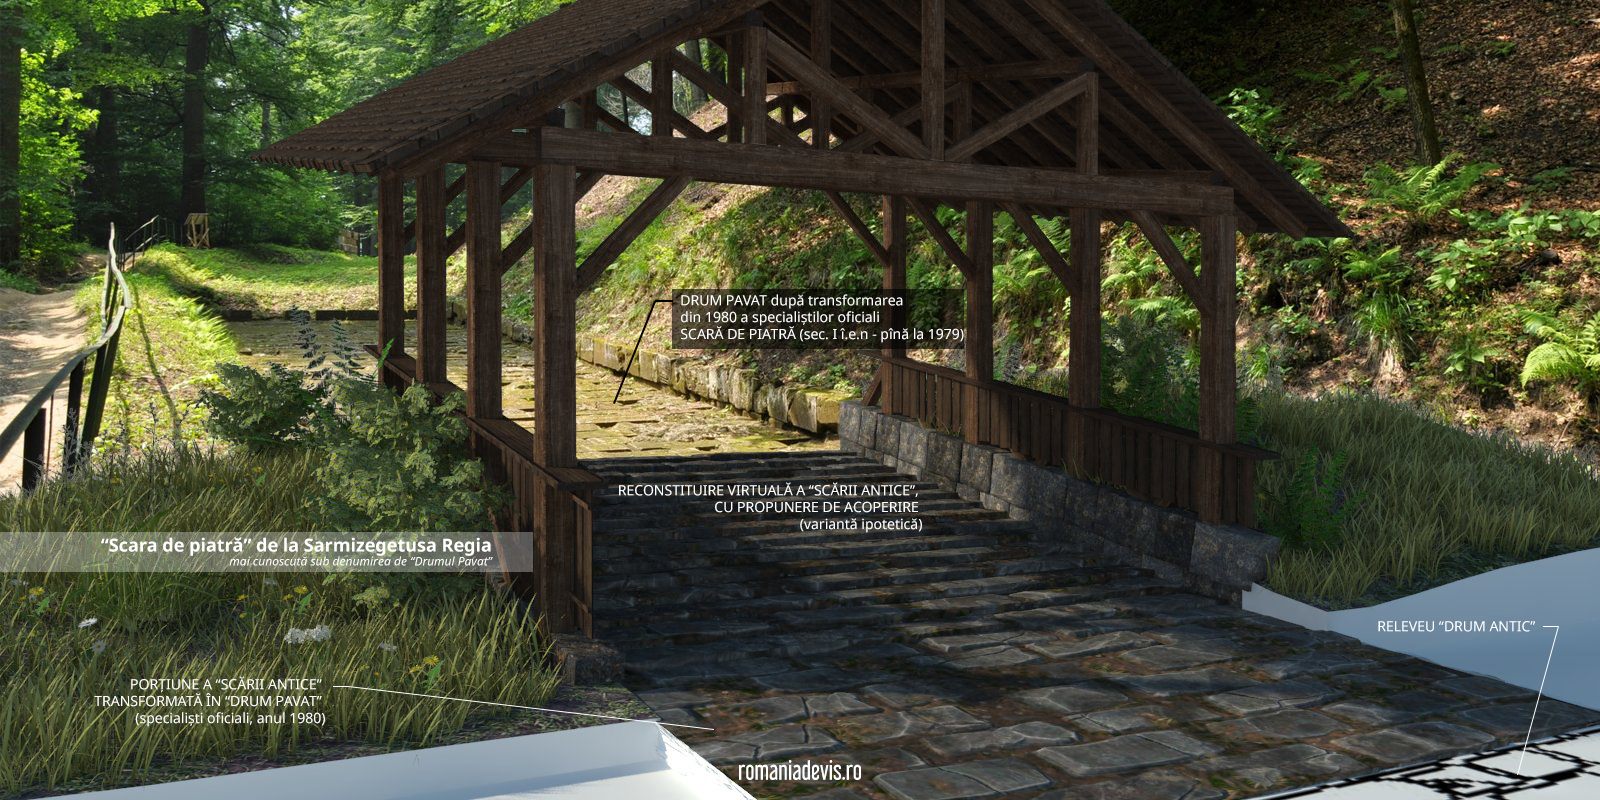 DRUM PAVAT după transformarea
din 1980 a specialiștilor oficiali
SCARĂ DE PIATRĂ (sec. I î.e.n - pînă la 1979)
RECONSTITUIRE VIRTUALĂ A “SCĂRII ANTICE”,
CU PROPUNERE DE ACOPERIRE
(variantă ipotetică)
“Scara de piatră” de la Sarmizegetusa Regia
mai cunoscută sub denumirea de “Drumul Pavat”
RELEVEU “DRUM ANTIC”
PORȚIUNE A “SCĂRII ANTICE”
TRANSFORMATĂ ÎN “DRUM PAVAT”
(specialiști oficiali, anul 1980)
romaniadevis.ro